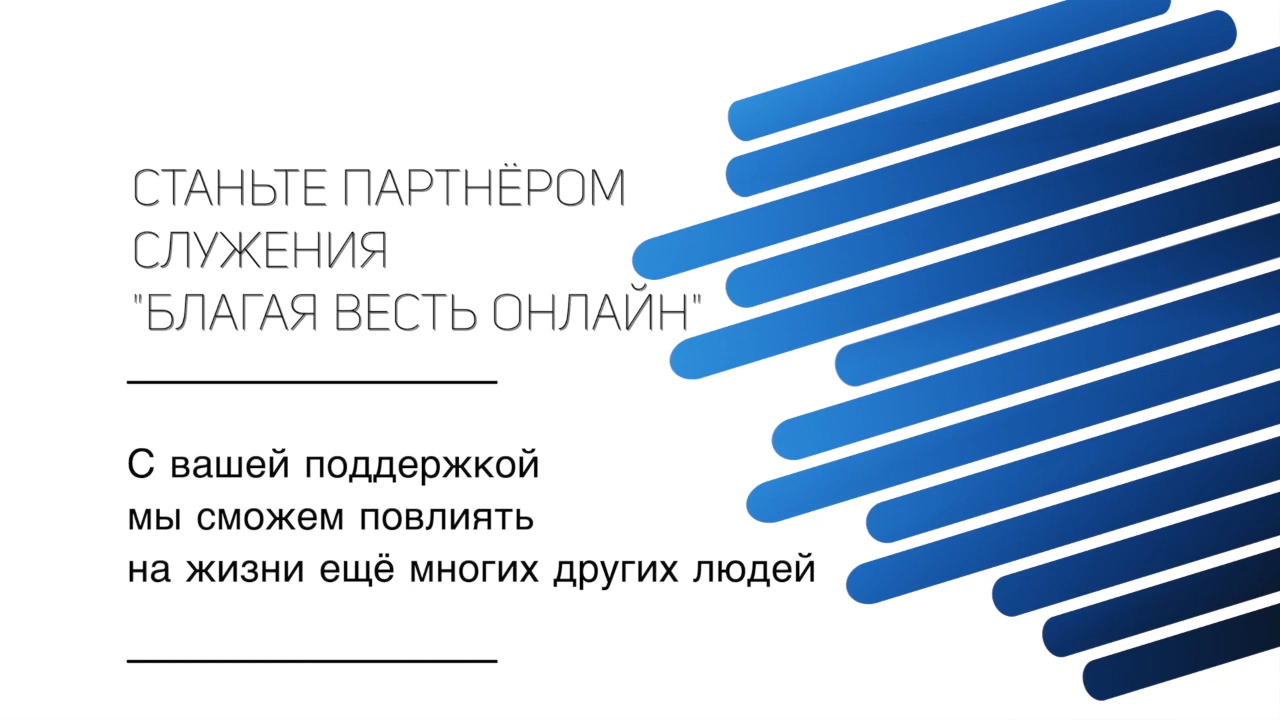 СТАНЬТЕ ПАРТНЁРОМ
СЛУЖЕНИЯ
"БЛАГАЯ ВЕСТЬ ОНЛАЙН"
С вашей поддержкой
мы сможем повлиять
на жизни ещё многих других людей